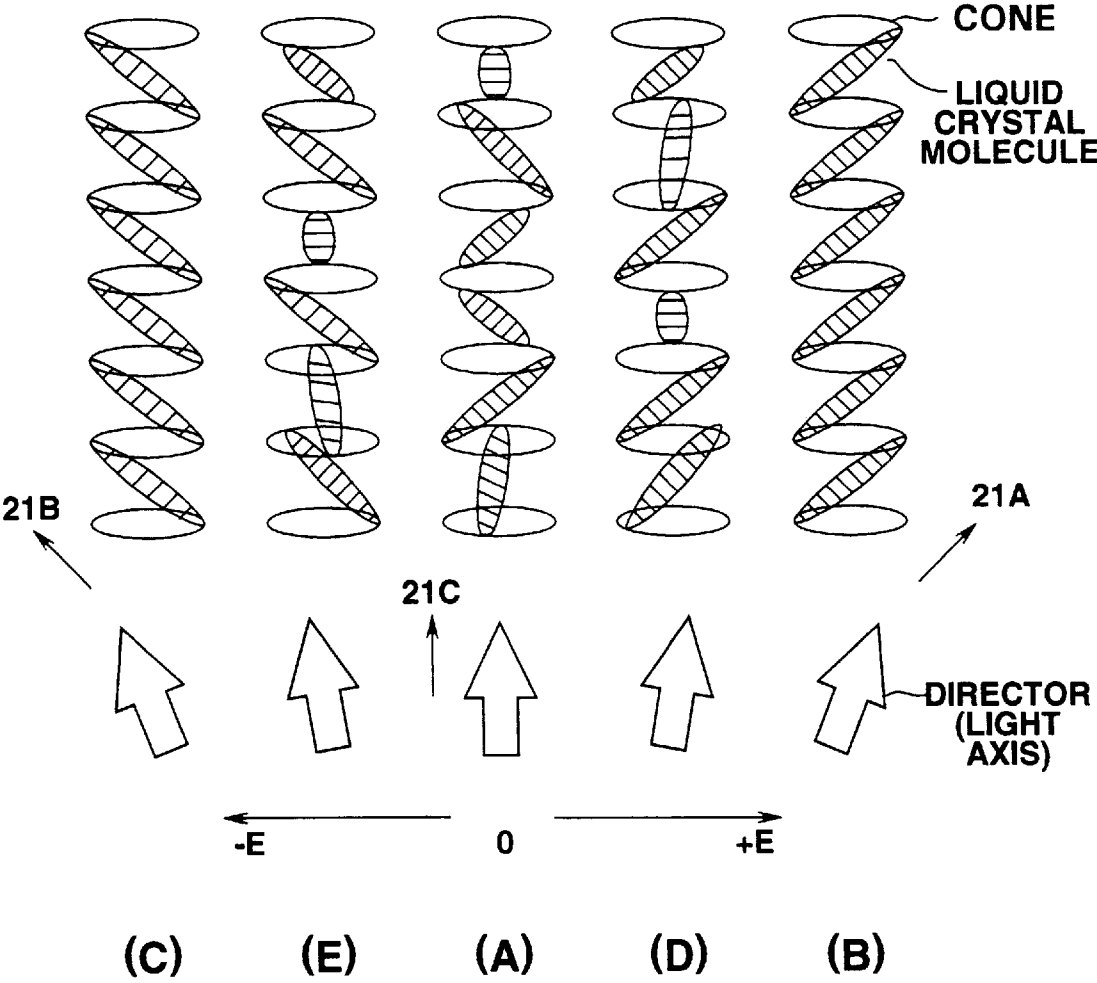 CONE
LIQUID
CRYSTAL
MOLECULE
21B
21A
21C
DIRECTOR
(LIGHT
AXIS)
-E
0
+E
(C)
(E)
(A)
(D)
(B)